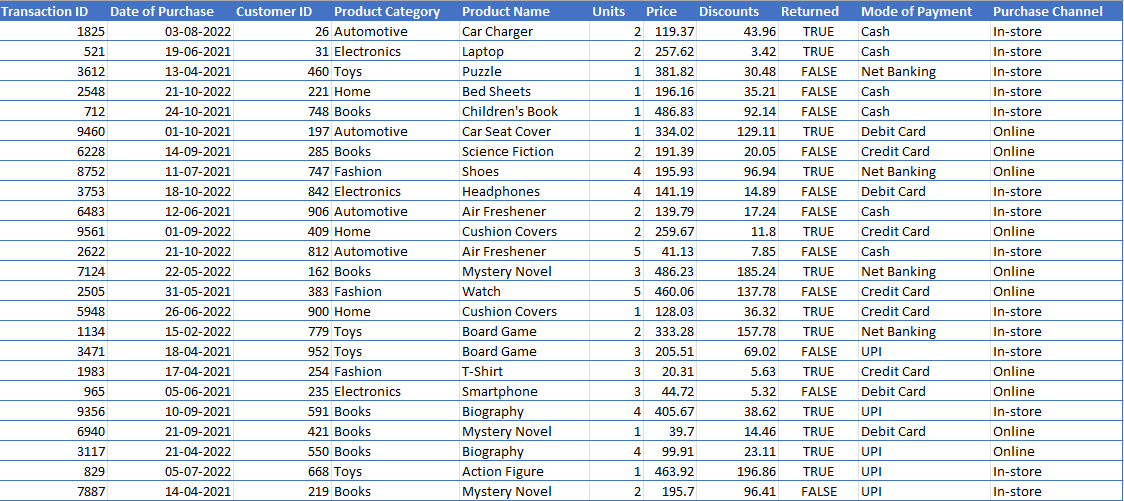 Transaction ID Date of Purchase Customer ID Product Category Product Name Units Price Discounts Returned Mode of Payment Purchase Channel
1825 03-08-2022 26 Automotive Car Charger 2 119.37 43.96 TRUE Cash In-store
521 19-06-2021 31 Electronics Laptop 2 257.62 3.42 TRUE Cash In-store
3612 13-04-2021 460 Toys Puzzle 1 381.82 30.48 FALSE Net Banking In-store
2548 21-10-2022 221 Home Bed Sheets 1 196.16 35.21 FALSE Cash In-store
712 24-10-2021 748 Books Children's Book 1 486.83 92.14 FALSE Cash In-store
9460 01-10-2021 197 Automotive Car Seat Cover 1 334.02 129.11 TRUE Debit Card Online
6228 14-09-2021 285 Books Science Fiction 2 191.39 20.05 FALSE Credit Card Online
8752 11-07-2021 747 Fashion Shoes 4 195.93 96.94 TRUE Net Banking Online
3753 18-10-2022 842 Electronics Headphones 4 141.19 14.89 FALSE Debit Card In-store
6483 12-06-2021 906 Automotive Air Freshener 2 139.79 17.24 FALSE Cash In-store
9561 01-09-2022 409 Home Cushion Covers 2 259.67 11.8 TRUE Credit Card Online
2622 21-10-2022 812 Automotive Air Freshener 5 41.13 7.85 FALSE Cash In-store
7124 22-05-2022 162 Books Mystery Novel 3 486.23 185.24 TRUE Net Banking Online
2505 31-05-2021 383 Fashion Watch 5 460.06 137.78 FALSE Credit Card Online
5948 26-06-2022 900 Home Cushion Covers 1 128.03 36.32 TRUE Credit Card In-store
1134 15-02-2022 779 Toys Board Game 2 333.28 157.78 TRUE Net Banking In-store
3471 18-04-2021 952 Toys Board Game 3 205.51 69.02 FALSE UPI In-store
1983 17-04-2021 254 Fashion T-Shirt 3 20.31 5.63 TRUE Credit Card Online
965 05-06-2021 235 Electronics Smartphone 3 44.72 5.32 FALSE Debit Card Online
9356 10-09-2021 591 Books Biography 4 405.67 38.62 TRUE UPI In-store
6940 21-09-2021 421 Books Mystery Novel 1 39.7 14.46 TRUE Debit Card Online
3117 21-04-2022 550 Books Biography 4 99.91 23.11 TRUE UPI Online
829 05-07-2022 668 Toys Action Figure 1 463.92 196.86 TRUE UPI In-store
7887 14-04-2021 219 Books Mystery Novel 2 195.7 96.41 FALSE UPI In-store